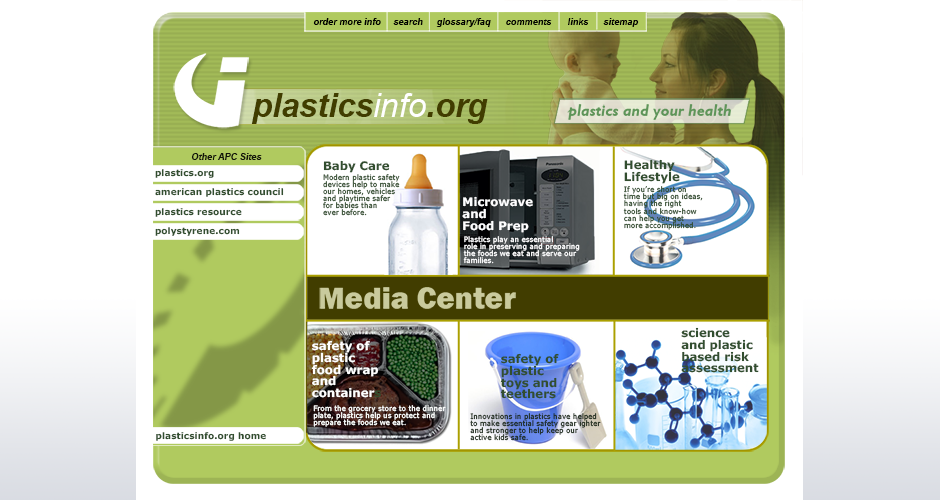 order more info
search
glossary/faq
comments
links
sitemap
plasticsinfo.org
plastics and your health
Other APC Sites
plastics.org
american plastics council
plastics resource
polystyrene.com
plasticsinfo.org home
Baby Care
Modern plastic safety
devices help to make
our homes, vehicles
and playtime safer
for babies than
ever before.
Panasonic
Microwave
and
Food Prep
Plastics play an essential
role in preserving and preparing
the foods we eat and serve our
families.
Healthy
Lifestyle
If you're short on
time but big on ideas,
having the right
tools and know-how
can help you get
more accomplished.
Media Center
safety of
plastic
food wrap
and
container
From the grocery store to the dinner
plate, plastics help us protect and
prepare the foods we eat.
safety of
plastic
toys and
teethers
Innovations in plastics have helped
to make essential safety gear lighter
and stronger to help keep our
active kids safe.
science
and plastic
based risk
assessment